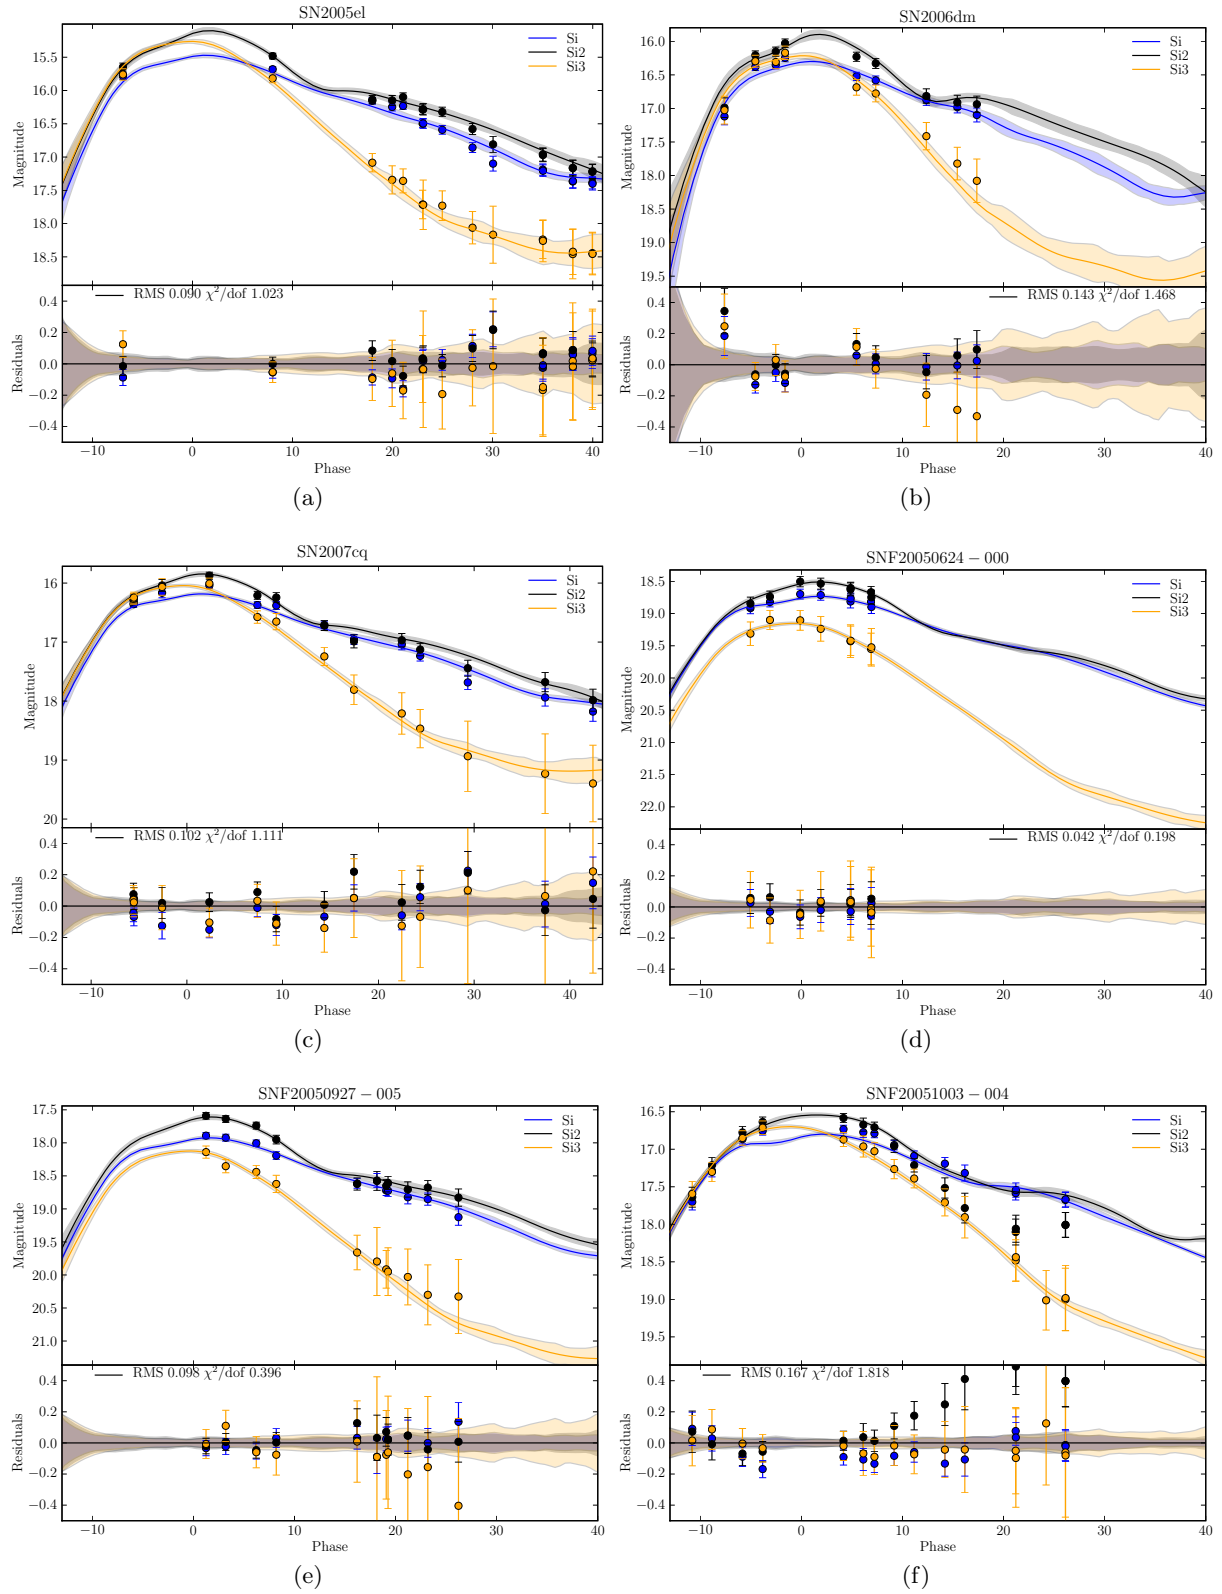 SN2005el
Si
Si2
Si3
15.5
16.0
16.5
17.0
17.5
18.0
18.5
Magnitude
RMS 0.090 χ²/dof 1.023
0.4
0.2
0.0
−0.2
−0.4
Residuals
−10 0 10 20 30 40
Phase
(a)
SN2006dm
Si
Si2
Si3
16.0
16.5
17.0
17.5
18.0
18.5
19.0
19.5
Magnitude
RMS 0.143 χ²/dof 1.468
0.4
0.2
0.0
−0.2
−0.4
Residuals
−10 0 10 20 30 40
Phase
(b)
SN2007cq
Si
Si2
Si3
16
17
18
19
20
Magnitude
RMS 0.102 χ²/dof 1.111
0.4
0.2
0.0
−0.2
−0.4
Residuals
−10 0 10 20 30 40
Phase
(c)
SNF20050624 − 000
Si
Si2
Si3
18.5
19.0
19.5
20.0
20.5
21.0
21.5
22.0
Magnitude
RMS 0.042 χ²/dof 0.198
0.4
0.2
0.0
−0.2
−0.4
Residuals
−10 0 10 20 30 40
Phase
(d)
SNF20050927 − 005
Si
Si2
Si3
17.5
18.0
18.5
19.0
19.5
20.0
20.5
21.0
Magnitude
RMS 0.098 χ²/dof 0.396
0.4
0.2
0.0
−0.2
−0.4
Residuals
−10 0 10 20 30 40
Phase
(e)
SNF20051003 − 004
Si
Si2
Si3
16.5
17.0
17.5
18.0
18.5
19.0
19.5
Magnitude
RMS 0.167 χ²/dof 1.818
0.4
0.2
0.0
−0.2
−0.4
Residuals
−10 0 10 20 30 40
Phase
(f)